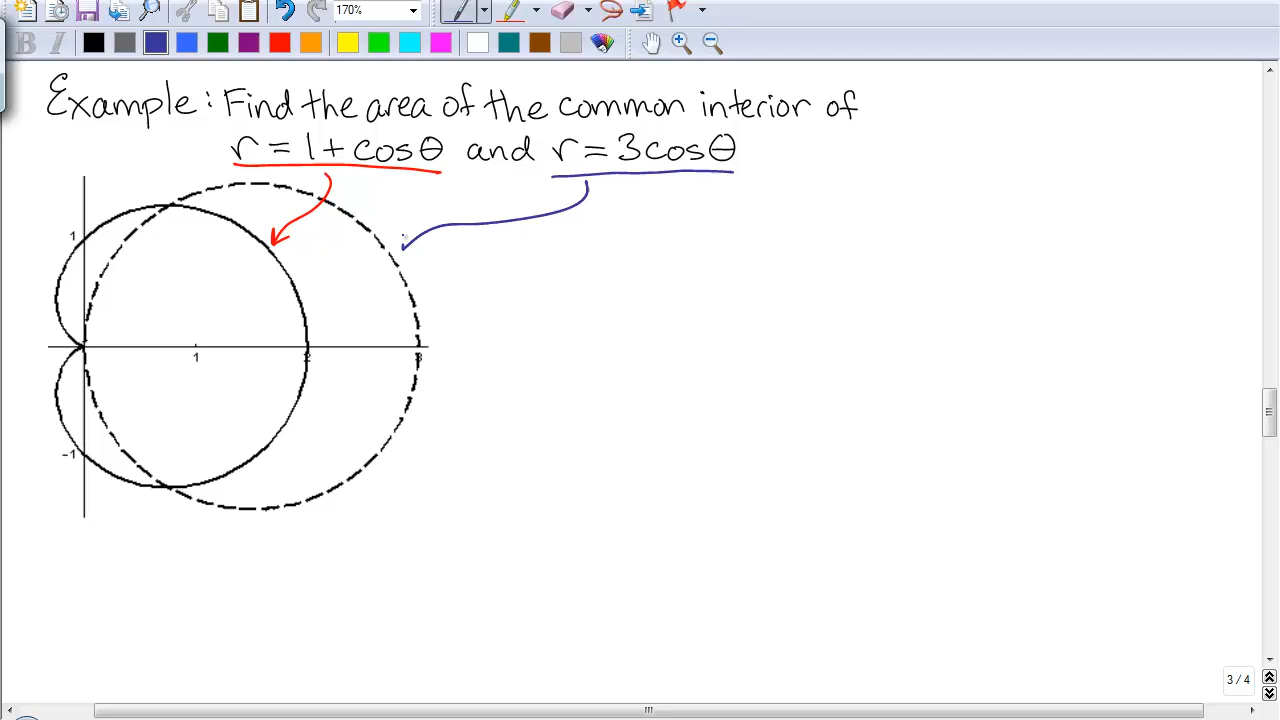 170%
B I
Example: Find the area of the common interior of
r = 1 + cosθ and r = 3cosθ
1
1 2 3
-1
3 / 4